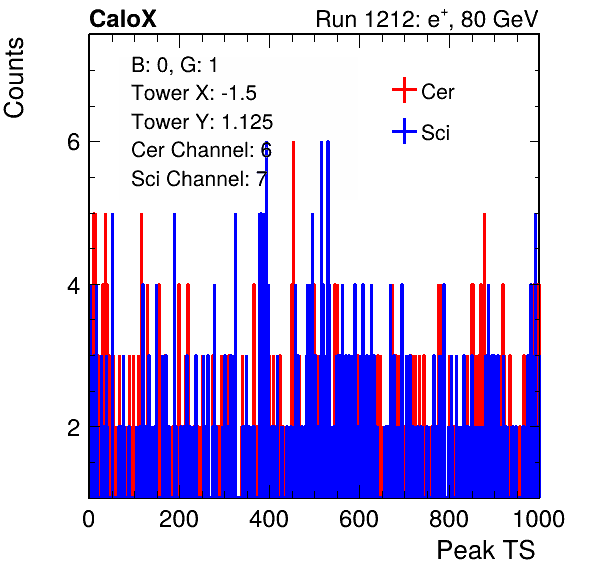 CaloX
Run 1212: e+, 80 GeV
Counts
B: 0, G: 1
Tower X: -1.5
Tower Y: 1.125
Cer Channel: 6
Sci Channel: 7
Cer
Sci
6
4
2
0 200 400 600 800 1000
Peak TS